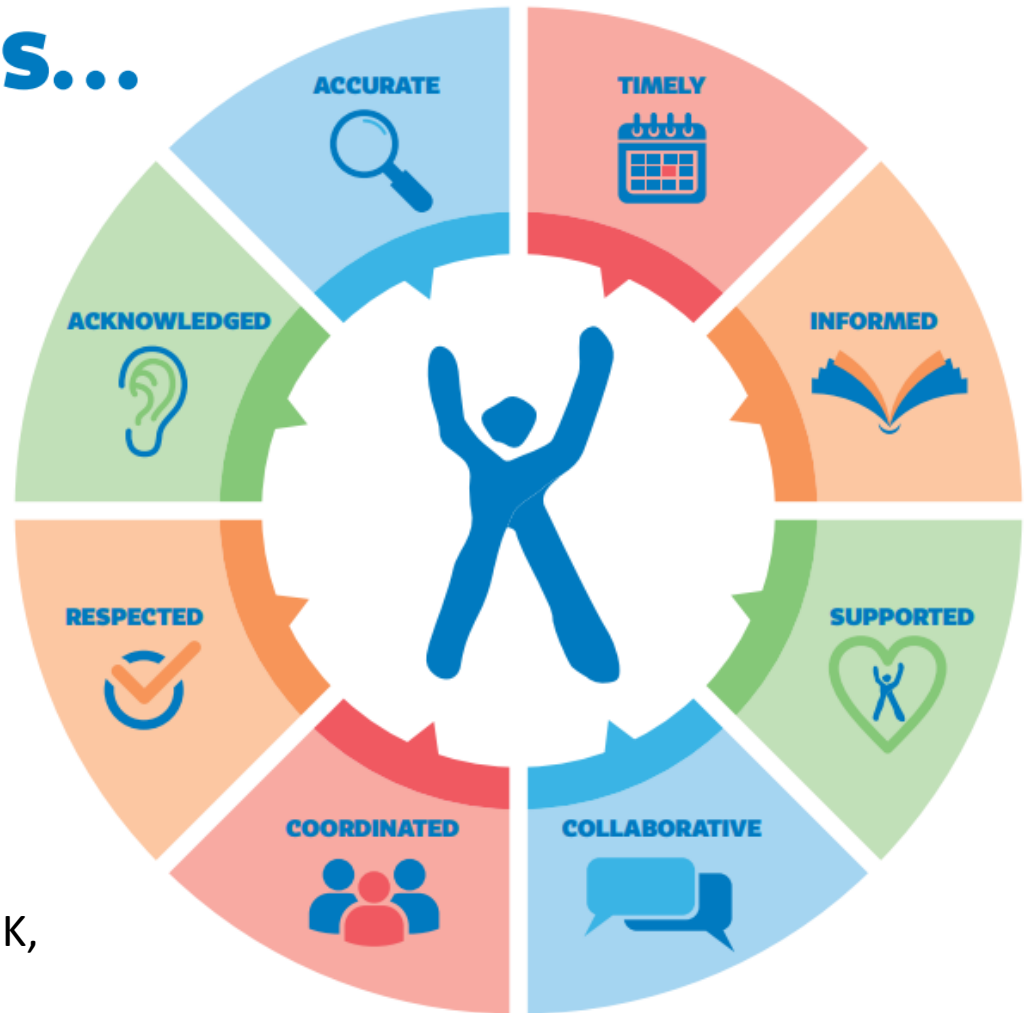 s...
ACCURATE
TIMELY
ACKNOWLEDGED
INFORMED
RESPECTED
SUPPORTED
COORDINATED
COLLABORATIVE
K,